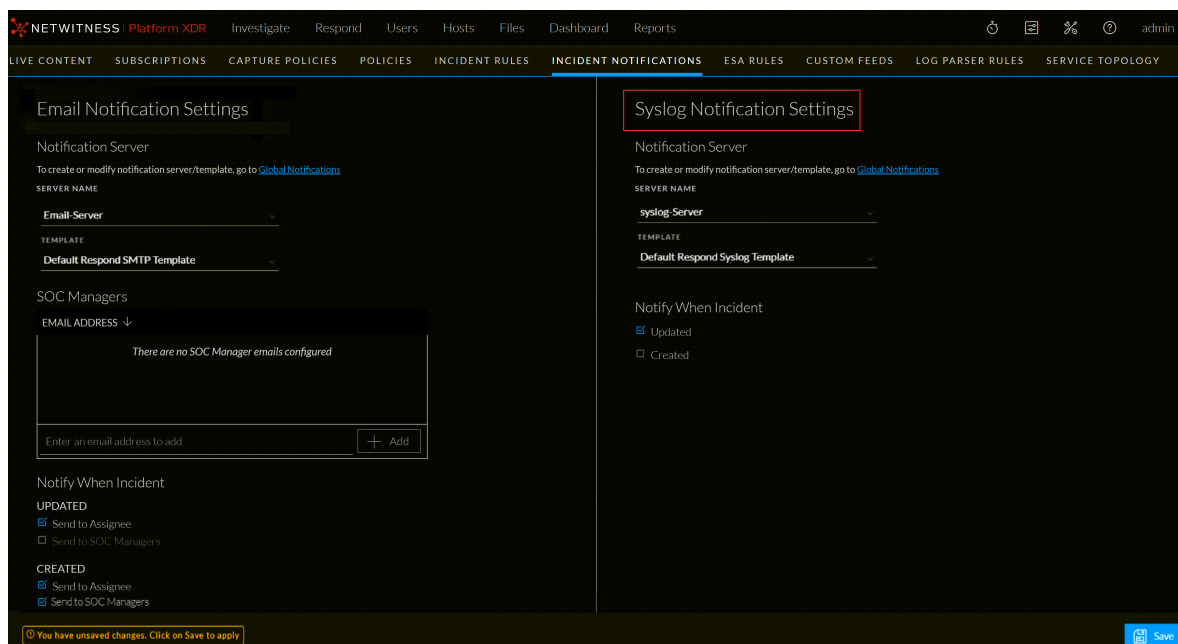 NETWITNESS Platform XDR Investigate Respond Users Hosts Files Dashboard Reports admin
LIVE CONTENT SUBSCRIPTIONS CAPTURE POLICIES POLICIES INCIDENT RULES INCIDENT NOTIFICATIONS ESA RULES CUSTOM FEEDS LOG PARSER RULES SERVICE TOPOLOGY
Email Notification Settings
Notification Server
To create or modify notification server/template, go to Global Notifications
SERVER NAME
Email-Server
TEMPLATE
Default Respond SMTP Template
SOC Managers
EMAIL ADDRESS
There are no SOC Manager emails configured
Enter an email address to add
Add
Notify When Incident
UPDATED
Send to Assignee
Send to SOC Managers
CREATED
Send to Assignee
Send to SOC Managers
Syslog Notification Settings
Notification Server
To create or modify notification server/template, go to Global Notifications
SERVER NAME
syslog-Server
TEMPLATE
Default Respond Syslog Template
Notify When Incident
Updated
Created
You have unsaved changes. Click on Save to apply
Save